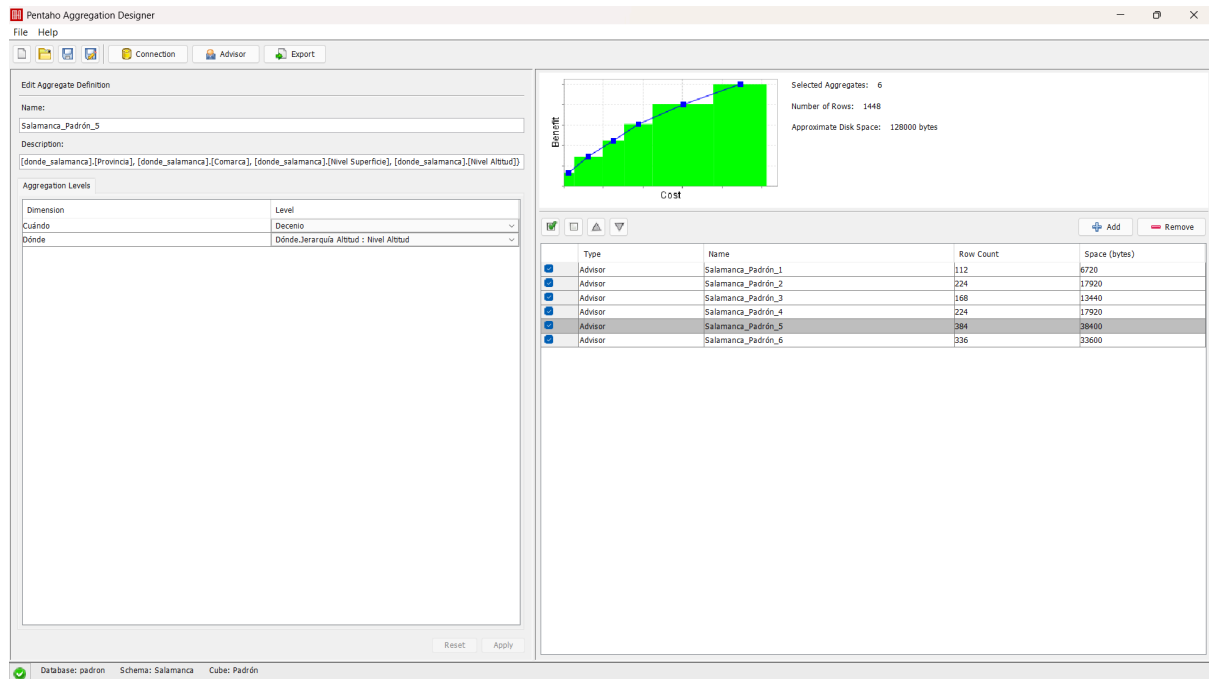 Pentaho Aggregation Designer
File Help
Connection Advisor Export
Edit Aggregate Definition
Name:
Salamanca_Padrón_5
Description:
[donde_salamanca].[Provincia], [donde_salamanca].[Comarca], [donde_salamanca].[Nivel Superficie], [donde_salamanca].[Nivel Altitud]}
Aggregation Levels
Dimension Level
Cuándo Decenio
Dónde Dónde.Jerarquía Altitud : Nivel Altitud
Reset Apply
Benefit
Cost
Selected Aggregates: 6
Number of Rows: 1448
Approximate Disk Space: 128000 bytes
Add Remove
Type Name Row Count Space (bytes)
Advisor Salamanca_Padrón_1 112 6720
Advisor Salamanca_Padrón_2 224 17920
Advisor Salamanca_Padrón_3 168 13440
Advisor Salamanca_Padrón_4 224 17920
Advisor Salamanca_Padrón_5 384 38400
Advisor Salamanca_Padrón_6 336 33600
Database: padron Schema: Salamanca Cube: Padrón